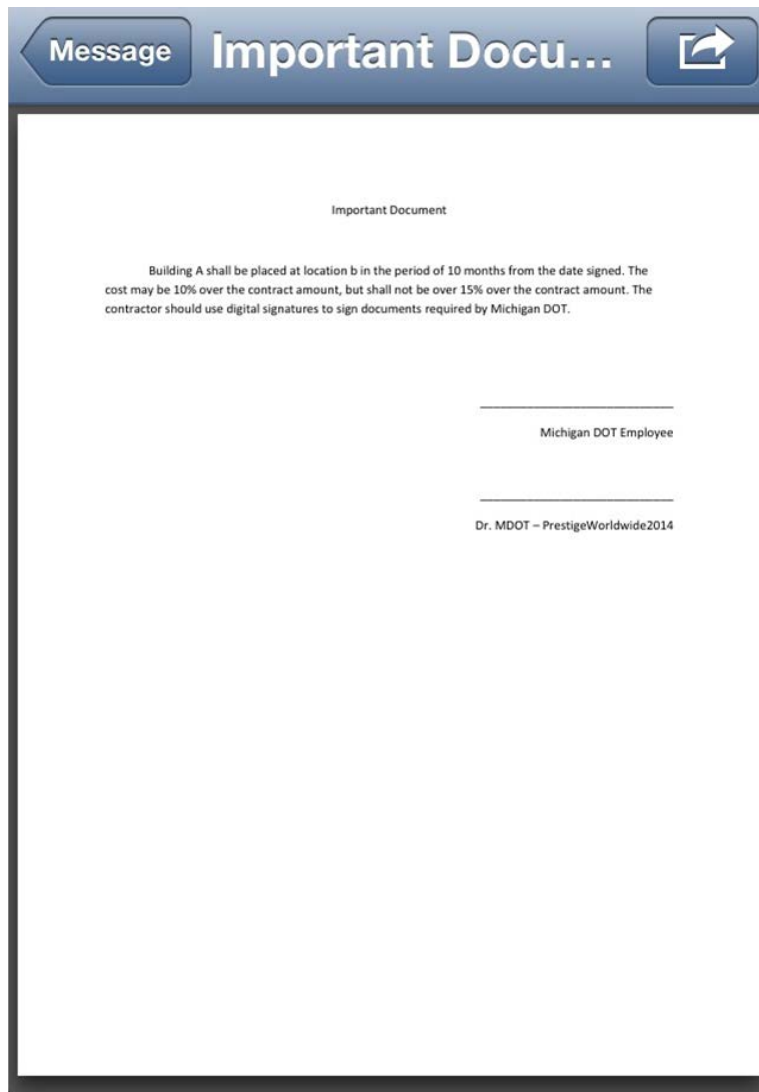 Message
Important Docu...
Important Document
Building A shall be placed at location b in the period of 10 months from the date signed. The
cost may be 10% over the contract amount, but shall not be over 15% over the contract amount. The
contractor should use digital signatures to sign documents required by Michigan DOT.
Michigan DOT Employee
Dr. MDOT – PrestigeWorldwide2014